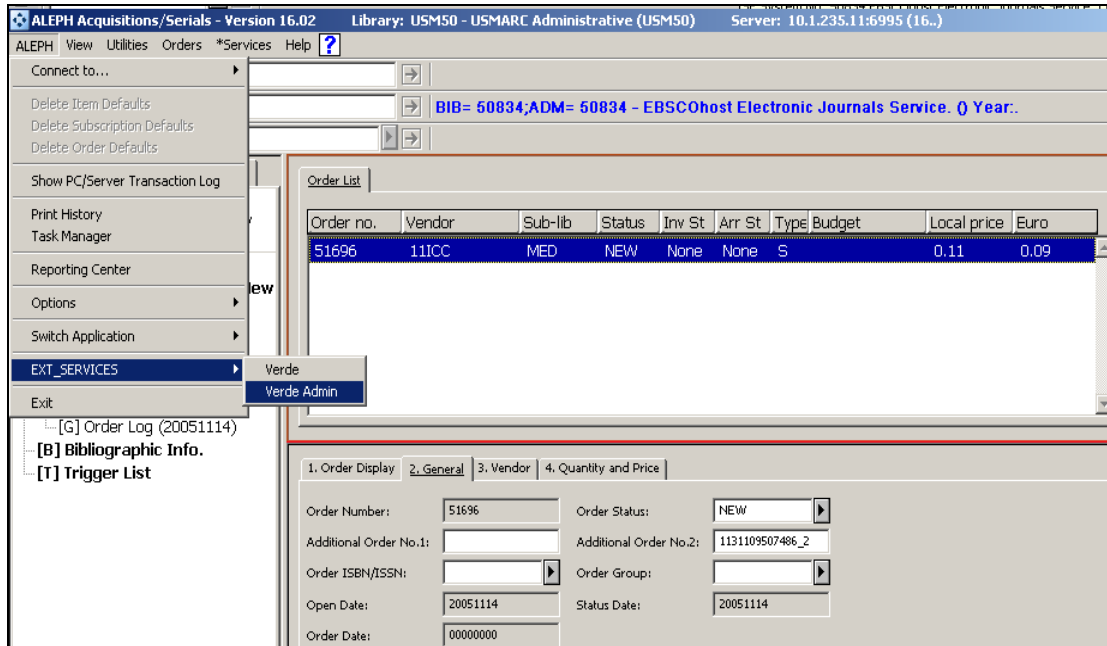 ALEPH Acquisitions/Serials - Version 16.02 Library: USM50 - USMARC Administrative (USM50) Server: 10.1.235.11:6995 (16..)
ALEPH View Utilities Orders *Services Help ?
Connect to...
Delete Item Defaults
BIB= 50834;ADM= 50834 - EBSCOhost Electronic Journals Service. () Year:.
Delete Subscription Defaults
Delete Order Defaults
Show PC/Server Transaction Log
Order List
Print History
Order no. Vendor Sub-lib Status Inv St Arr St Type Budget Local price Euro
Task Manager
51696 11ICC MED NEW None None S 0.11 0.09
Reporting Center
Options
Switch Application
EXT_SERVICES
Verde
Verde Admin
Exit
[G] Order Log (20051114)
[B] Bibliographic Info.
[T] Trigger List
1. Order Display 2. General 3. Vendor 4. Quantity and Price
Order Number: 51696 Order Status: NEW
Additional Order No.1: Additional Order No.2: 1131109507486_2
Order ISBN/ISSN: Order Group:
Open Date: 20051114 Status Date: 20051114
Order Date: 00000000